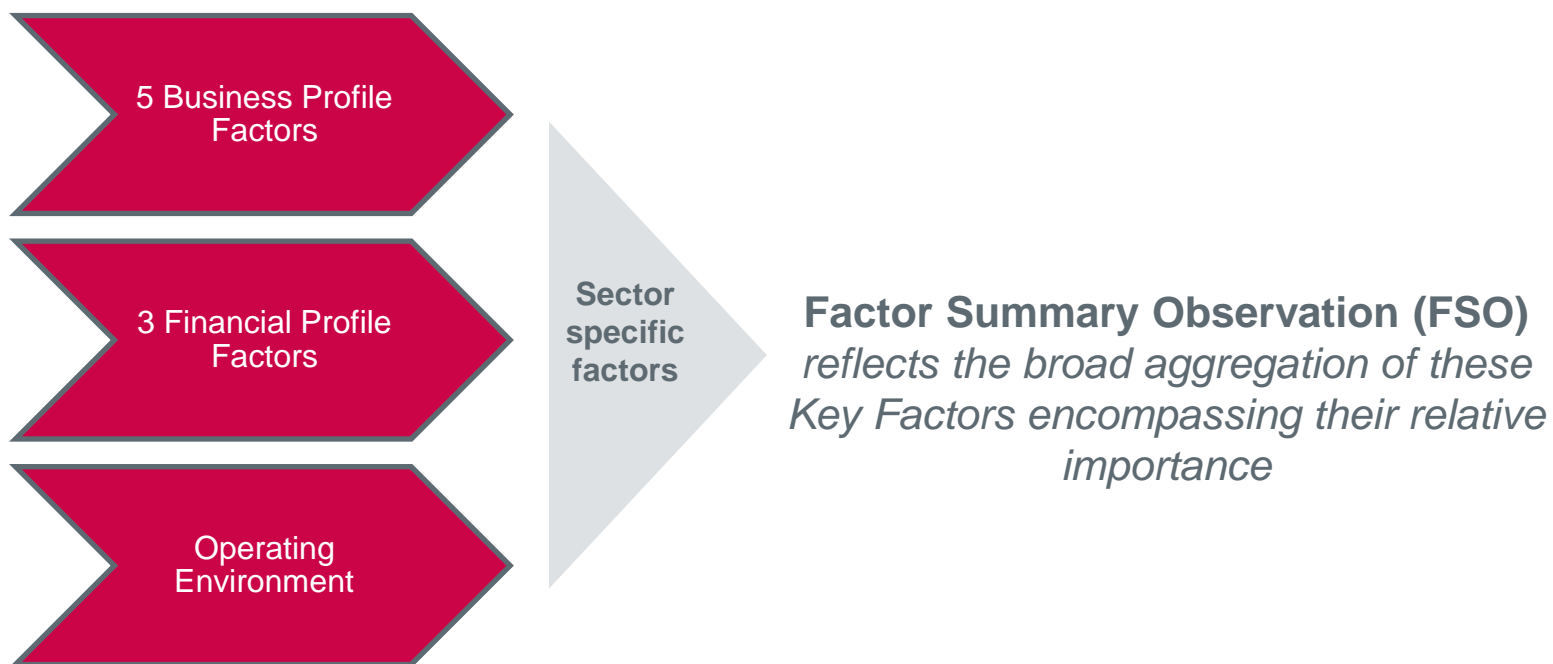 5 Business Profile
Factors
3 Financial Profile
Factors
Operating
Environment
Sector
specific
factors
Factor Summary Observation (FSO)
reflects the broad aggregation of these
Key Factors encompassing their relative
importance